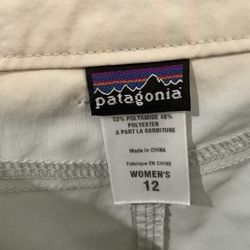 patagonia
52% POLYAMIDE 48%
POLYESTER
A PART LA GARNITURE
Made in CHINA
Fabriqué EN CHINE
WOMEN'S
12